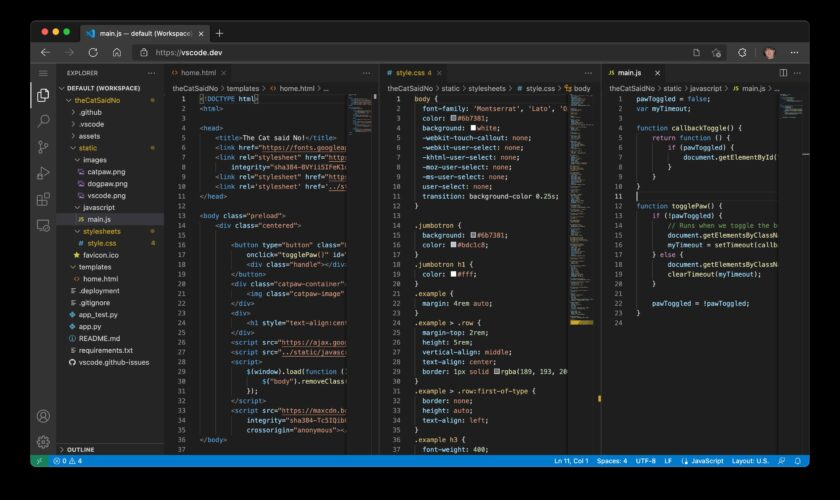 main.js — default (Workspace)
https://vscode.dev
EXPLORER
DEFAULT (WORKSPACE)
theCatSaidNo
.github
.vscode
assets
static
images
catpaw.png
dogpaw.png
vscode.png
javascript
JS main.js
stylesheets
# style.css 4
favicon.ico
templates
home.html
.deployment
.gitignore
app_test.py
app.py
README.md
requirements.txt
vscode.github-issues
OUTLINE
home.html
theCatSaidNo > templates > home.html > ...
1 <!DOCTYPE html>
2 <html>
3
4 <head>
5 <title>The Cat said No!</title>
6 <link href="https://fonts.googleap
7 <link rel="stylesheet" href="https
8 integrity="sha384-BVYiiSIFeK1
9 <link rel="stylesheet" href="https
10 <link rel='stylesheet' href='../st
11 </head>
12
13 <body class="preload">
14 <div class="centered">
15
16
17 <button type="button" class="
18 onclick="togglePaw()" id=
19 <div class="handle"></div
20 </button>
21 <div class="catpaw-container"
22 <img class="catpaw-image"
23 </div>
24 <div>
25 <h1 style="text-align:cen
26 </div>
27 <script src="https://ajax.goog
28 <script src="../static/javasc
29 <script>
30 $(window).load(function (
31 $("body").removeClass
32 });
33 </script>
34 <script src="https://maxcdn.bo
35 integrity="sha384-Tc5IQib
36 crossorigin="anonymous"><
37 </body>
# style.css 4
theCatSaidNo > static > stylesheets > # style.css > body
1 body {
2 font-family: 'Montserrat', 'Lato', 'O
3 color: #6b7381;
4 background: white;
5 -webkit-touch-callout: none;
6 -webkit-user-select: none;
7 -khtml-user-select: none;
8 -moz-user-select: none;
9 -ms-user-select: none;
10 user-select: none;
11 transition: background-color 0.25s;
12 }
13
14 .jumbotron {
15 background: #6b7381;
16 color: #bdc1c8;
17 }
18 .jumbotron h1 {
19 color: #fff;
20 }
21 .example {
22 margin: 4rem auto;
23 }
24 .example > .row {
25 margin-top: 2rem;
26 height: 5rem;
27 vertical-align: middle;
28 text-align: center;
29 border: 1px solid rgba(189, 193, 20
30 }
31 .example > .row:first-of-type {
32 border: none;
33 height: auto;
34 text-align: left;
35 }
36 .example h3 {
37 font-weight: 400;
JS main.js
theCatSaidNo > static > javascript > JS main.js > ...
1 pawToggled = false;
2 var myTimeout;
3
4 function callbackToggle() {
5 return function () {
6 if (pawToggled) {
7 document.getElementById(
8 }
9 }
10 }
11
12 function togglePaw() {
13 if (!pawToggled) {
14 // Runs when we toggle the b
15 document.getElementsByClassN
16 myTimeout = setTimeout(callb
17 } else {
18 document.getElementsByClassN
19 clearTimeout(myTimeout);
20 }
21
22 pawToggled = !pawToggled;
23 }
24
0 4 Ln 11, Col 1 Spaces: 4 UTF-8 LF JavaScript Layout: U.S.